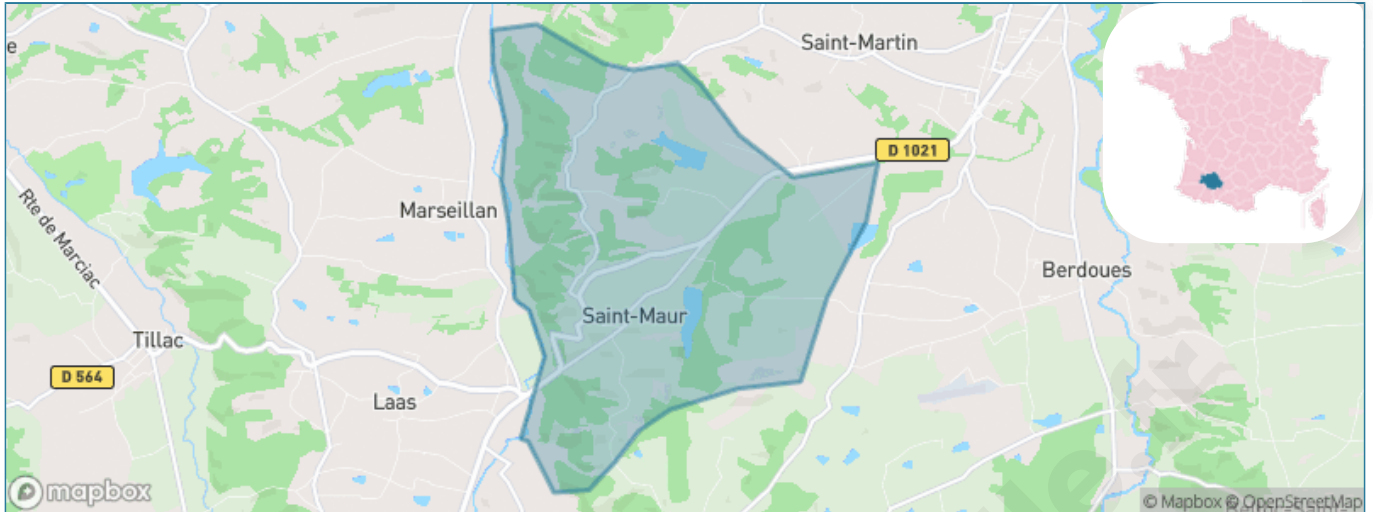 e
Saint-Martin
D 1021
Rte de Marciac
Marseillan
Berdoues
Saint-Maur
Tillac
D 564
Laas
mapbox
© Mapbox © OpenStreetMap